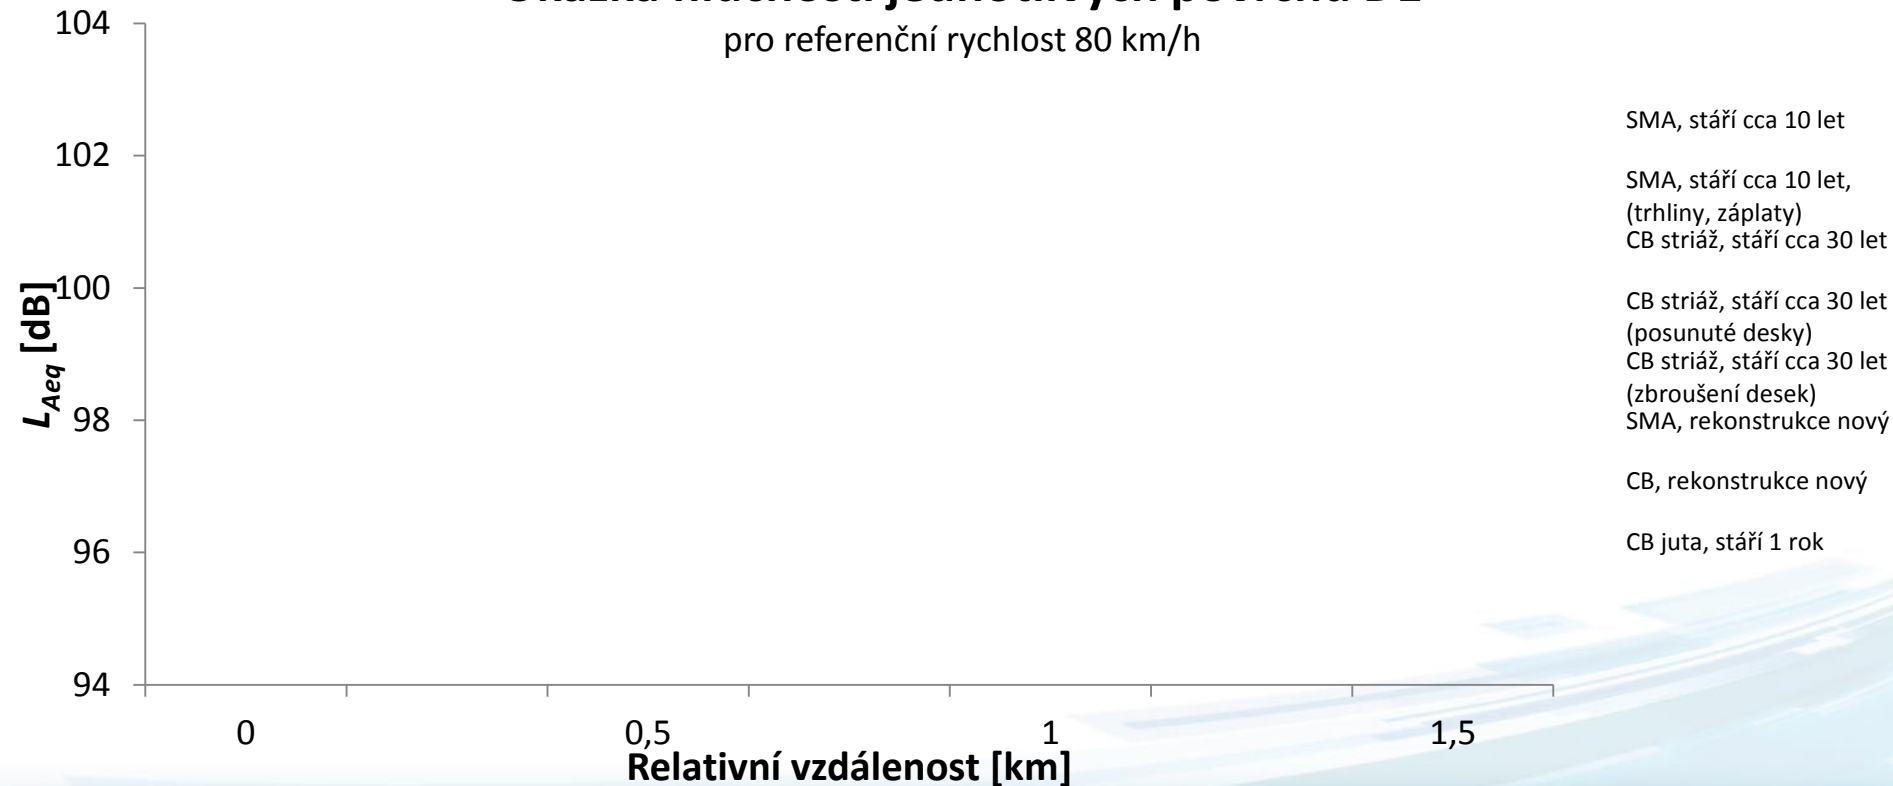 pro referenční rychlost 80 km/h
104
102
100
98
96
94
L_Aeq [dB]
0
0,5
1
1,5
Relativní vzdálenost [km]
SMA, stáří cca 10 let
SMA, stáří cca 10 let,
(trhliny, záplaty)
CB striáž, stáří cca 30 let
CB striáž, stáří cca 30 let
(posunuté desky)
CB striáž, stáří cca 30 let
(zbroušení desek)
SMA, rekonstrukce nový
CB, rekonstrukce nový
CB juta, stáří 1 rok